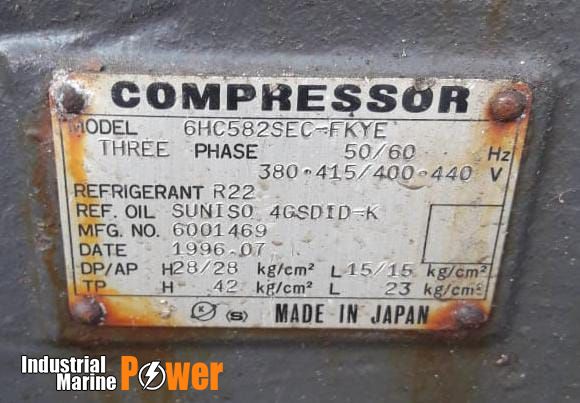 COMPRESSOR
MODEL 6HC582SEC-FKYE
THREE PHASE 50/60 Hz
380·415/400·440 V
REFRIGERANT R22
REF. OIL SUNISO 4GSDID-K
MFG. NO. 6001469
DATE 1996.07
DP/AP H28/28 kg/cm² L15/15 kg/cm²
TP H 42 kg/cm² L 23 kg/cm²
K (S) MADE IN JAPAN
Industrial
Marine Power